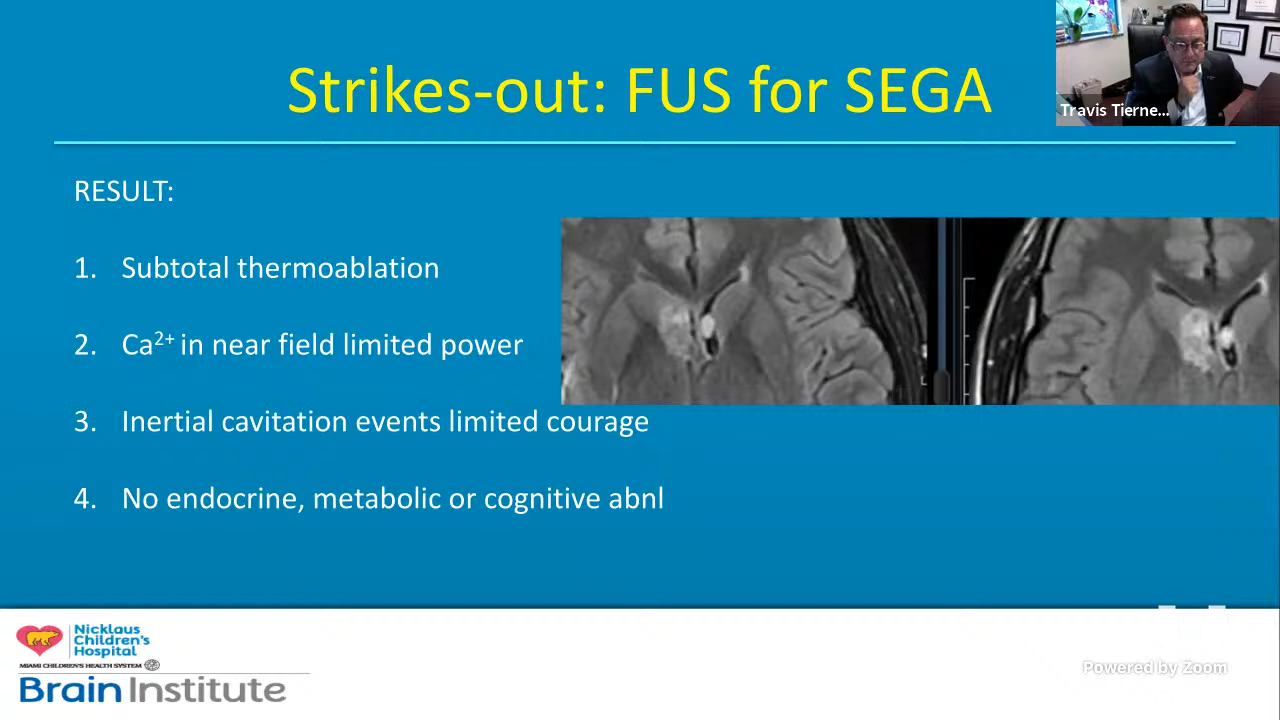 Strikes-out: FUS for SEGA
Travis Tierne...
RESULT:
1. Subtotal thermoablation
2. Ca²⁺ in near field limited power
3. Inertial cavitation events limited courage
4. No endocrine, metabolic or cognitive abnl
Nicklaus
Children's
Hospital
MIAMI CHILDREN'S HEALTH SYSTEM
Brain Institute
Powered by Zoom